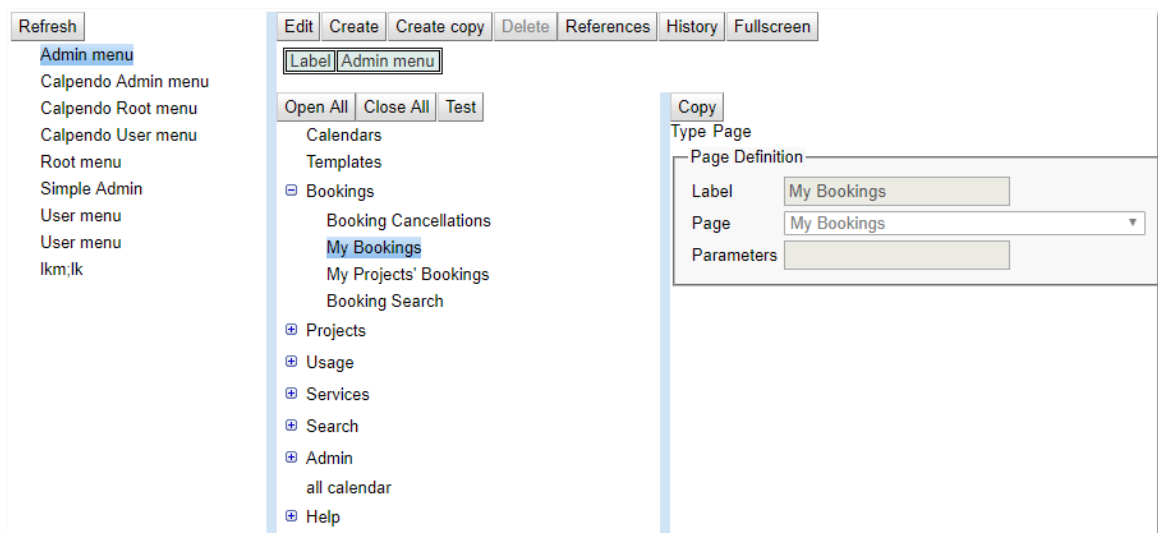 Refresh
Admin menu
Calpendo Admin menu
Calpendo Root menu
Calpendo User menu
Root menu
Simple Admin
User menu
User menu
lkm;lk
Edit Create Create copy Delete References History Fullscreen
Label Admin menu
Open All Close All Test
Calendars
Templates
Bookings
Booking Cancellations
My Bookings
My Projects' Bookings
Booking Search
Projects
Usage
Services
Search
Admin
all calendar
Help
Copy
Type Page
Page Definition
Label My Bookings
Page My Bookings
Parameters